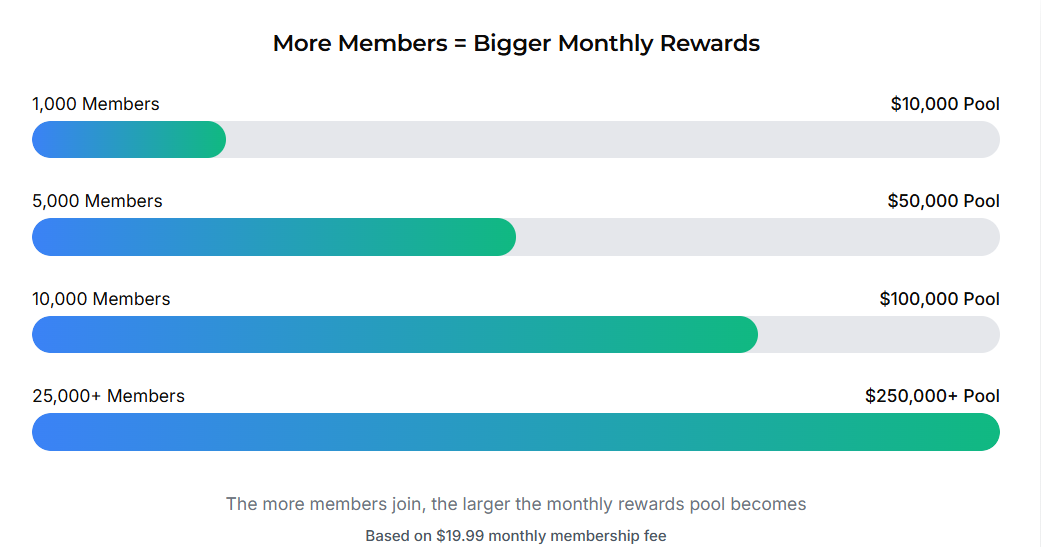 More Members = Bigger Monthly Rewards
1,000 Members $10,000 Pool
5,000 Members $50,000 Pool
10,000 Members $100,000 Pool
25,000+ Members $250,000+ Pool
The more members join, the larger the monthly rewards pool becomes
Based on $19.99 monthly membership fee